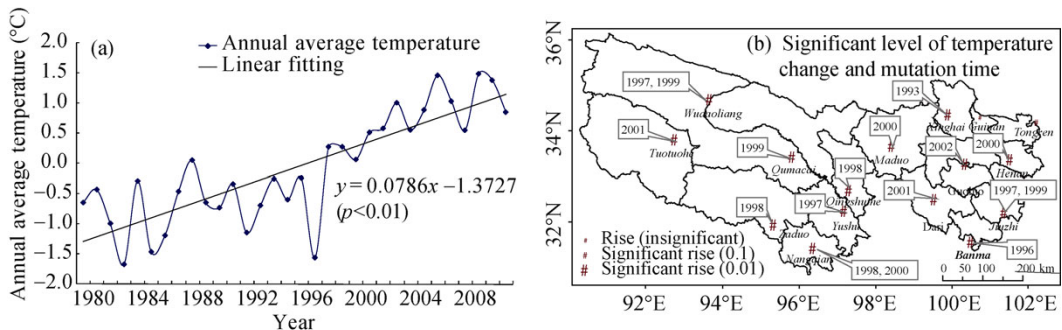 Annual average temperature (°C)
2.0
1.5
1.0
0.5
0.0
−0.5
−1.0
−1.5
−2.0
(a)
Annual average temperature
Linear fitting
y=0.0786x−1.3727
(p<0.01)
1980 1984 1988 1992 1996 2000 2004 2008
Year
36°N
34°N
32°N
(b) Significant level of temperature
change and mutation time
1997, 1999
Wudaoliang
1993
Xinghai
Guinan
Tongren
2001
Tuotuohe
1999
Qumacai
2000
Maduo
2002
2000
Henan
1998
Qingshuihe
1997
Yushu
2001
Dari
Guoluo
1997, 1999
Jiuzhi
1998
Zaduo
Nangqian
1998, 2000
1996
Banma
Rise (insignificant)
Significant rise (0.1)
Significant rise (0.01)
0 100 200 km
92°E 94°E 96°E 98°E 100°E 102°E